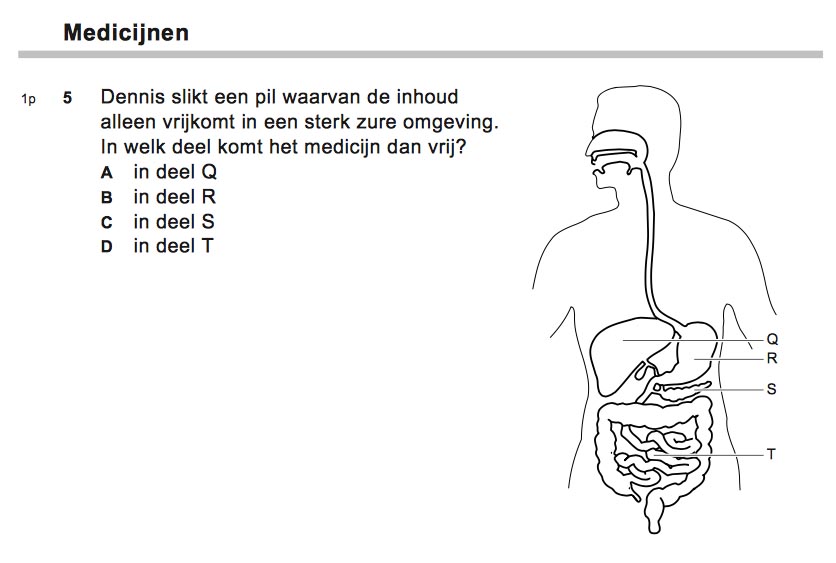 Medicijnen
1p 5 Dennis slikt een pil waarvan de inhoud
alleen vrijkomt in een sterk zure omgeving.
In welk deel komt het medicijn dan vrij?
A in deel Q
B in deel R
C in deel S
D in deel T
Q
R
S
T